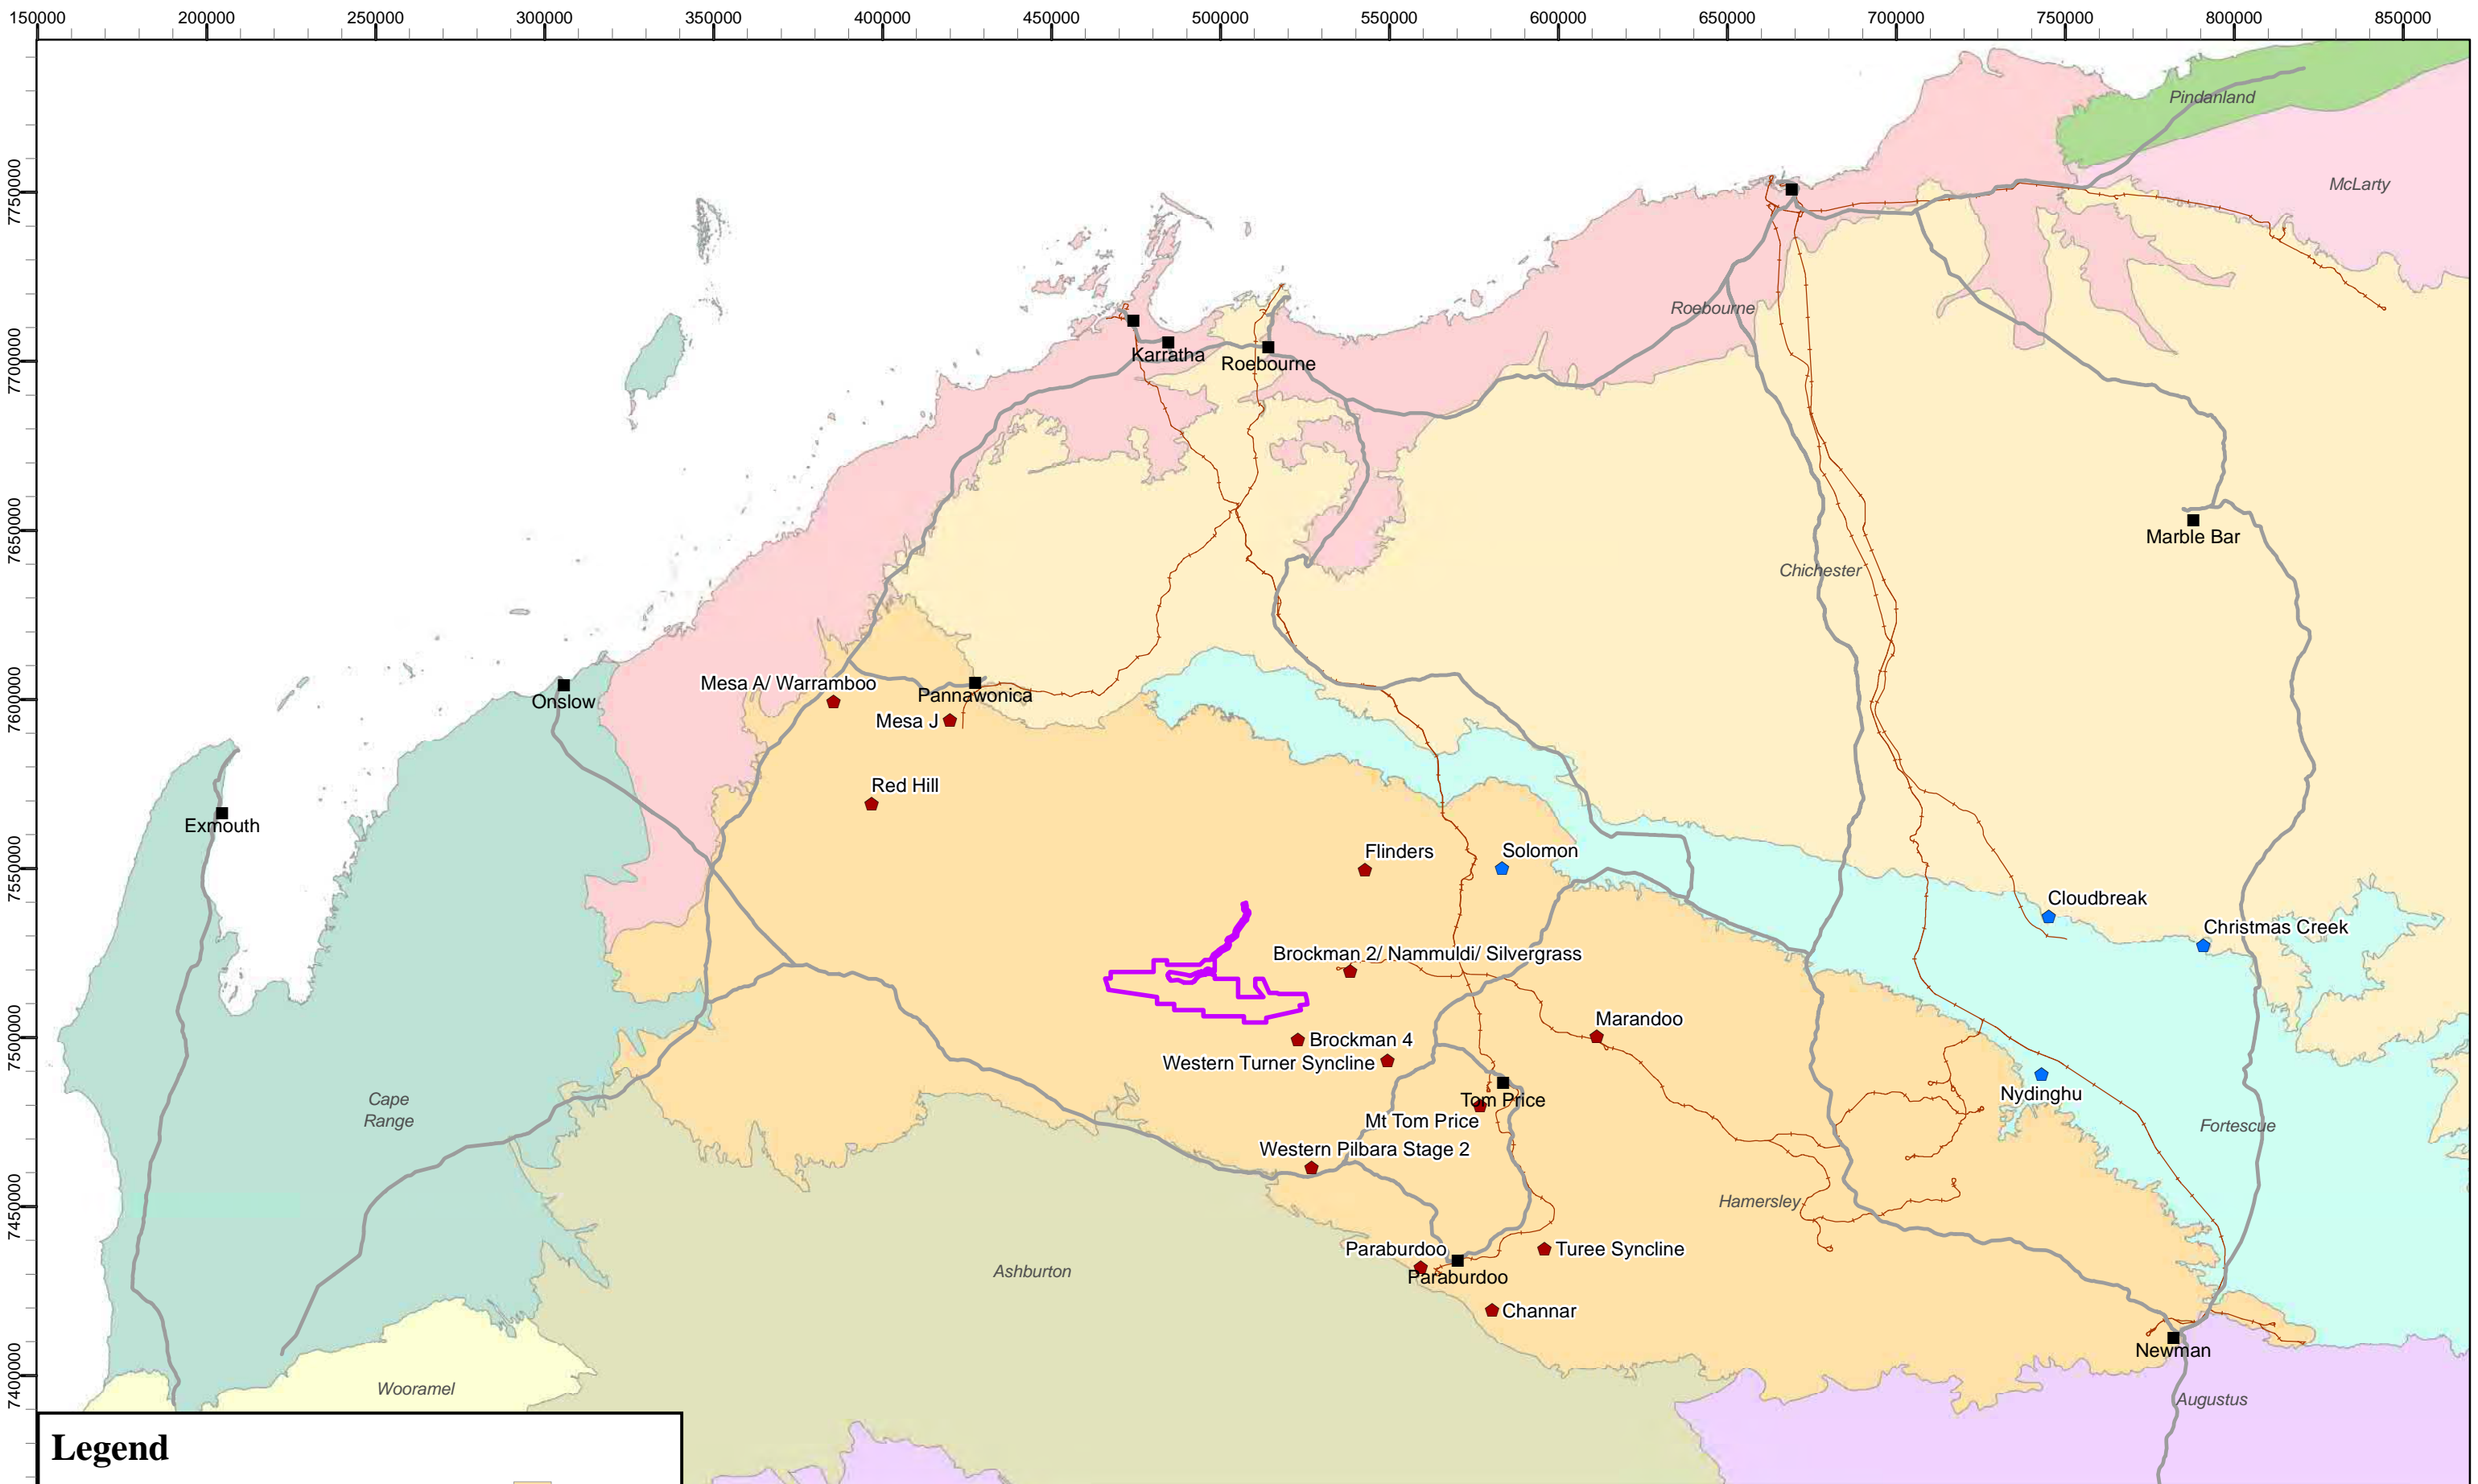 150000 200000 250000 300000 350000 400000 450000 500000 550000 600000 650000 700000 750000 800000 850000
Pindanland
7750000
McLarty
Roebourne
Karratha
Roebourne
7700000
7650000
Marble Bar
Chichester
Mesa A/ Warramboo
Pannawonica
7600000
Onslow
Mesa J
Red Hill
Exmouth
Flinders
Solomon
7550000
Cloudbreak
Christmas Creek
Brockman 2/ Nammuldi/ Silvergrass
Marandoo
7500000
Brockman 4
Western Turner Syncline
Nydinghu
Cape
Range
Tom Price
Mt Tom Price
Fortescue
Western Pilbara Stage 2
Hamersley
7450000
Paraburdoo
Turee Syncline
Ashburton
Paraburdoo
Channar
Newman
7400000
Wooramel
Augustus
Legend